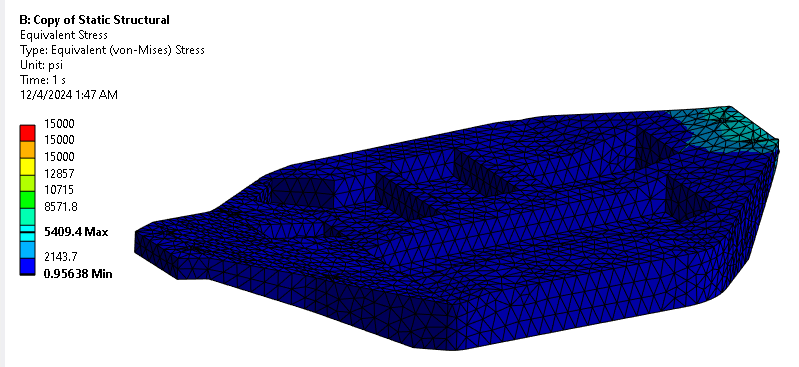 B: Copy of Static Structural
Equivalent Stress
Type: Equivalent (von-Mises) Stress
Unit: psi
Time: 1 s
12/4/2024 1:47 AM
15000
15000
15000
12857
10715
8571.8
5409.4 Max
2143.7
0.95638 Min